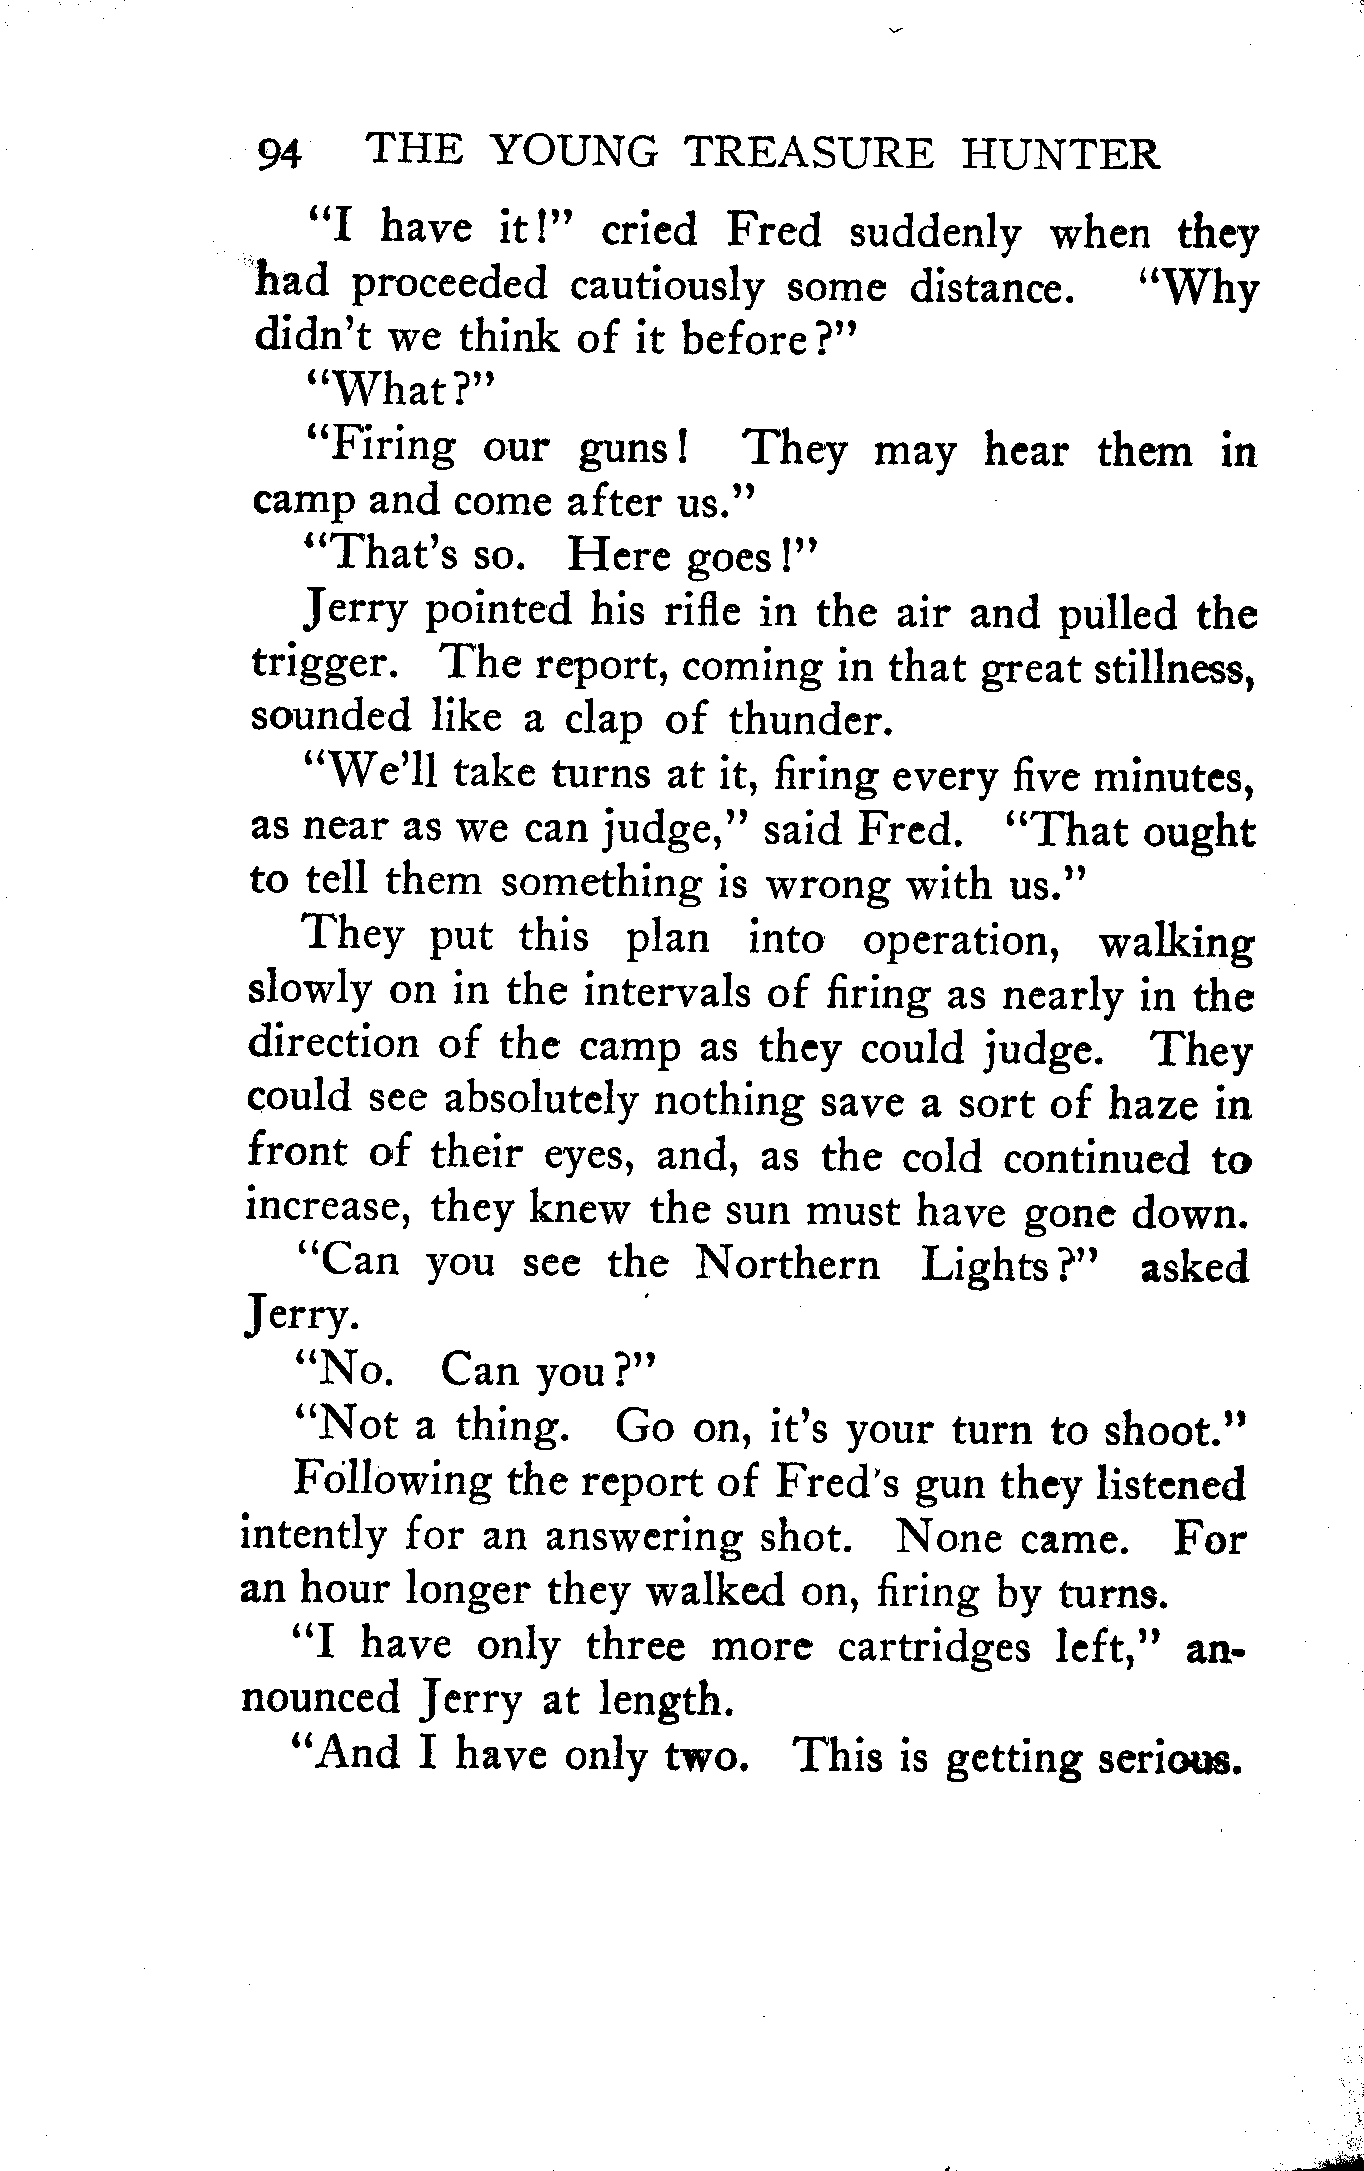 94 THE YOUNG TREASURE HUNTER
"I have it!" cried Fred suddenly when they
had proceeded cautiously some distance. "Why
didn't we think of it before?"
"What?"
"Firing our guns! They may hear them in
camp and come after us."
"That's so. Here goes!"
Jerry pointed his rifle in the air and pulled the
trigger. The report, coming in that great stillness,
sounded like a clap of thunder.
"We'll take turns at it, firing every five minutes,
as near as we can judge," said Fred. "That ought
to tell them something is wrong with us."
They put this plan into operation, walking
slowly on in the intervals of firing as nearly in the
direction of the camp as they could judge. They
could see absolutely nothing save a sort of haze in
front of their eyes, and, as the cold continued to
increase, they knew the sun must have gone down.
"Can you see the Northern Lights?" asked
Jerry.
"No. Can you?"
"Not a thing. Go on, it's your turn to shoot."
Following the report of Fred's gun they listened
intently for an answering shot. None came. For
an hour longer they walked on, firing by turns.
"I have only three more cartridges left," an-
nounced Jerry at length.
"And I have only two. This is getting serious.